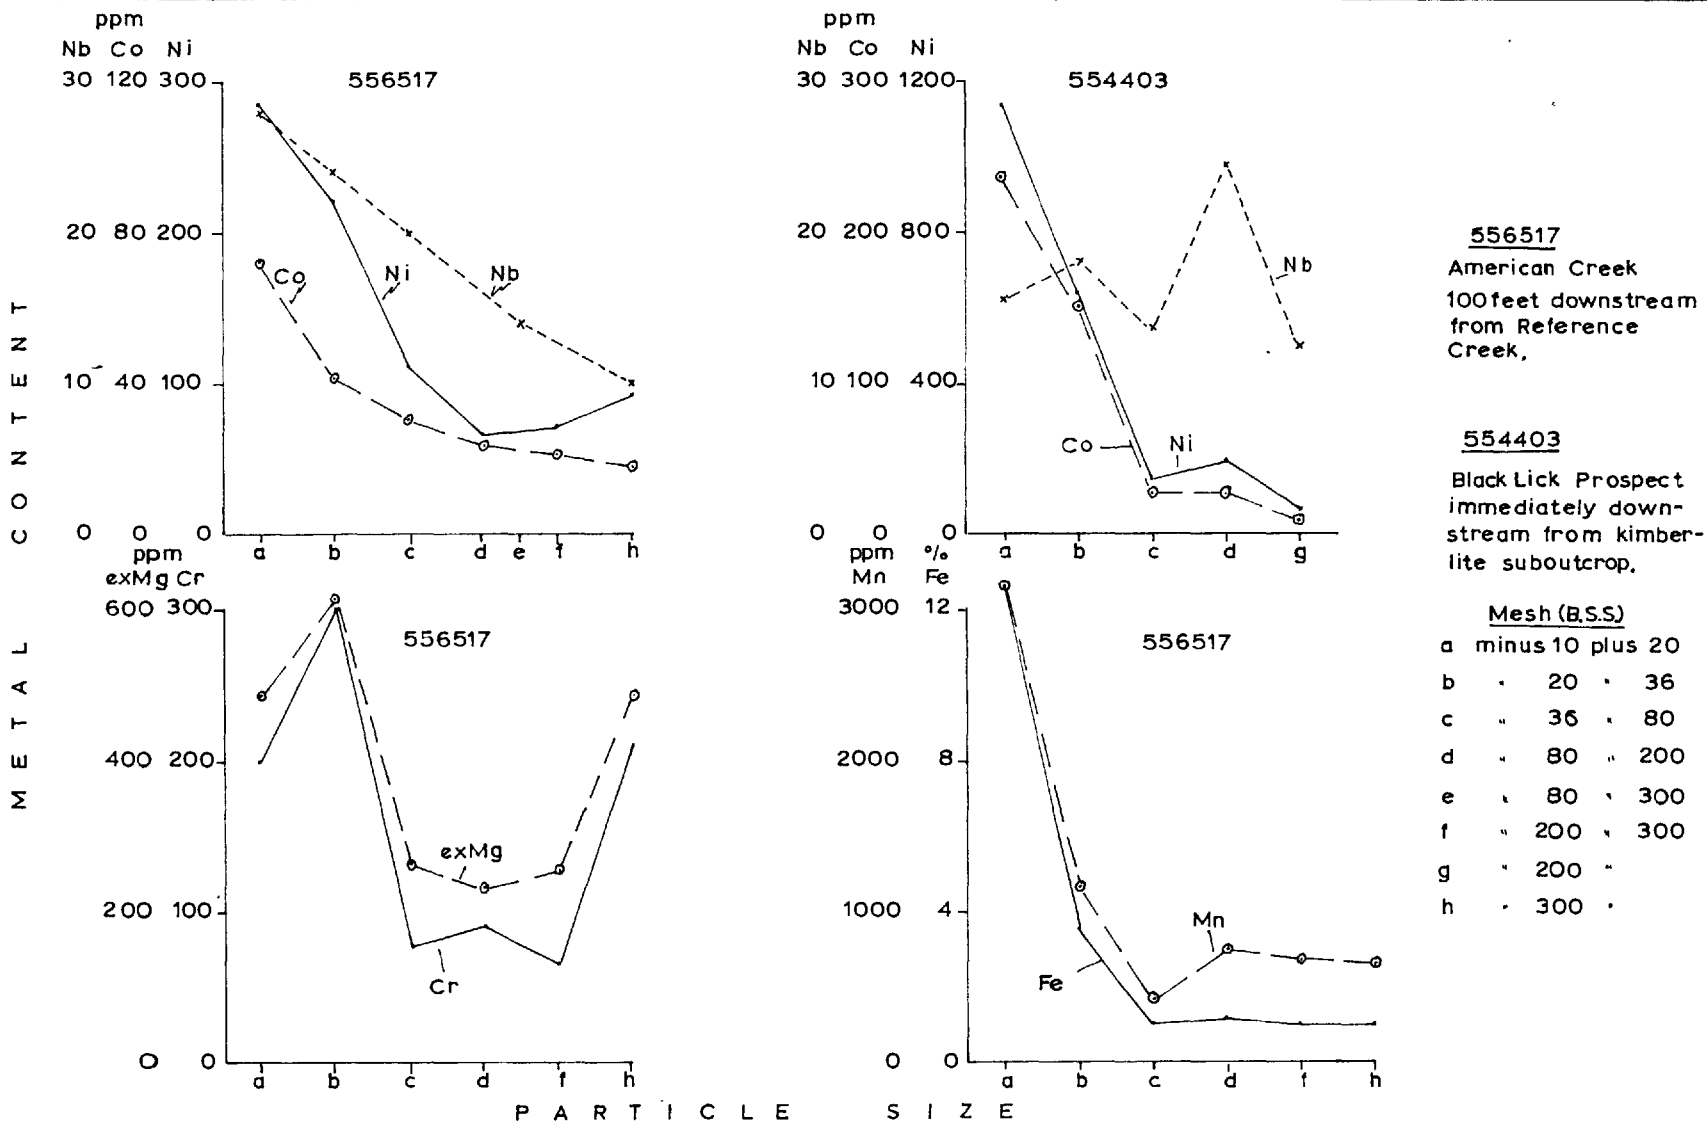 ppm
Nb Co Ni
30 120 300
556517
20 80 200
Co
Ni
Nb
10 40 100
0 0 0
a b c d e f h
ppm
Nb Co Ni
30 300 1200
554403
20 200 800
Nb
10 100 400
Co
Ni
0 0 0
a b c d g
ppm
exMg Cr
600 300
556517
400 200
exMg
200 100
Cr
0 0
a b c d f h
ppm %
Mn Fe
3000 12
556517
2000 8
1000 4
Mn
Fe
0 0
a b c d f h
METAL CONTENT
PARTICLE SIZE
556517
American Creek
100 feet downstream
from Reference
Creek.
554403
Black Lick Prospect
immediately down-
stream from kimber-
lite suboutcrop.
Mesh (B.S.S.)
a minus 10 plus 20
b " 20 " 36
c " 36 " 80
d " 80 " 200
e " 80 " 300
f " 200 " 300
g " 200 "
h " 300 "